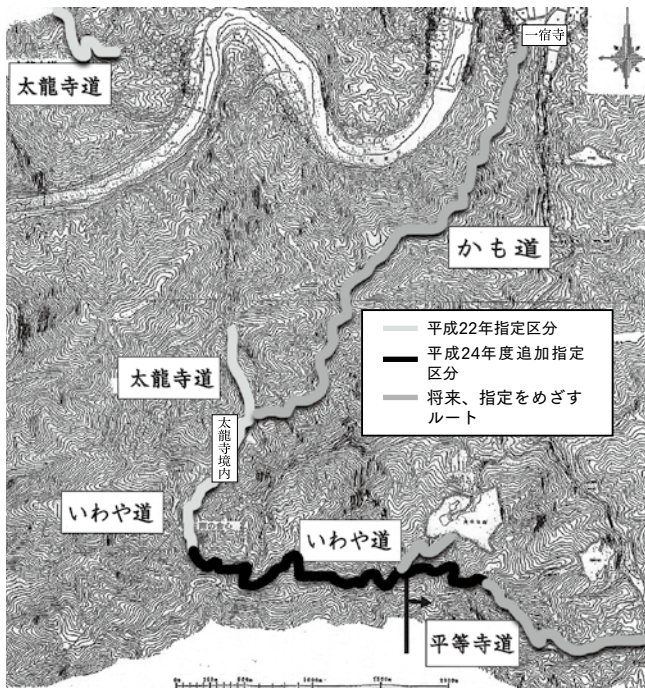 一宿寺
太龍寺道
かも道
平成22年指定区分
平成24年度追加指定
区分
将来、指定をめざす
ルート
太龍寺道
太龍寺境内
いわや道
いわや道
平等寺道